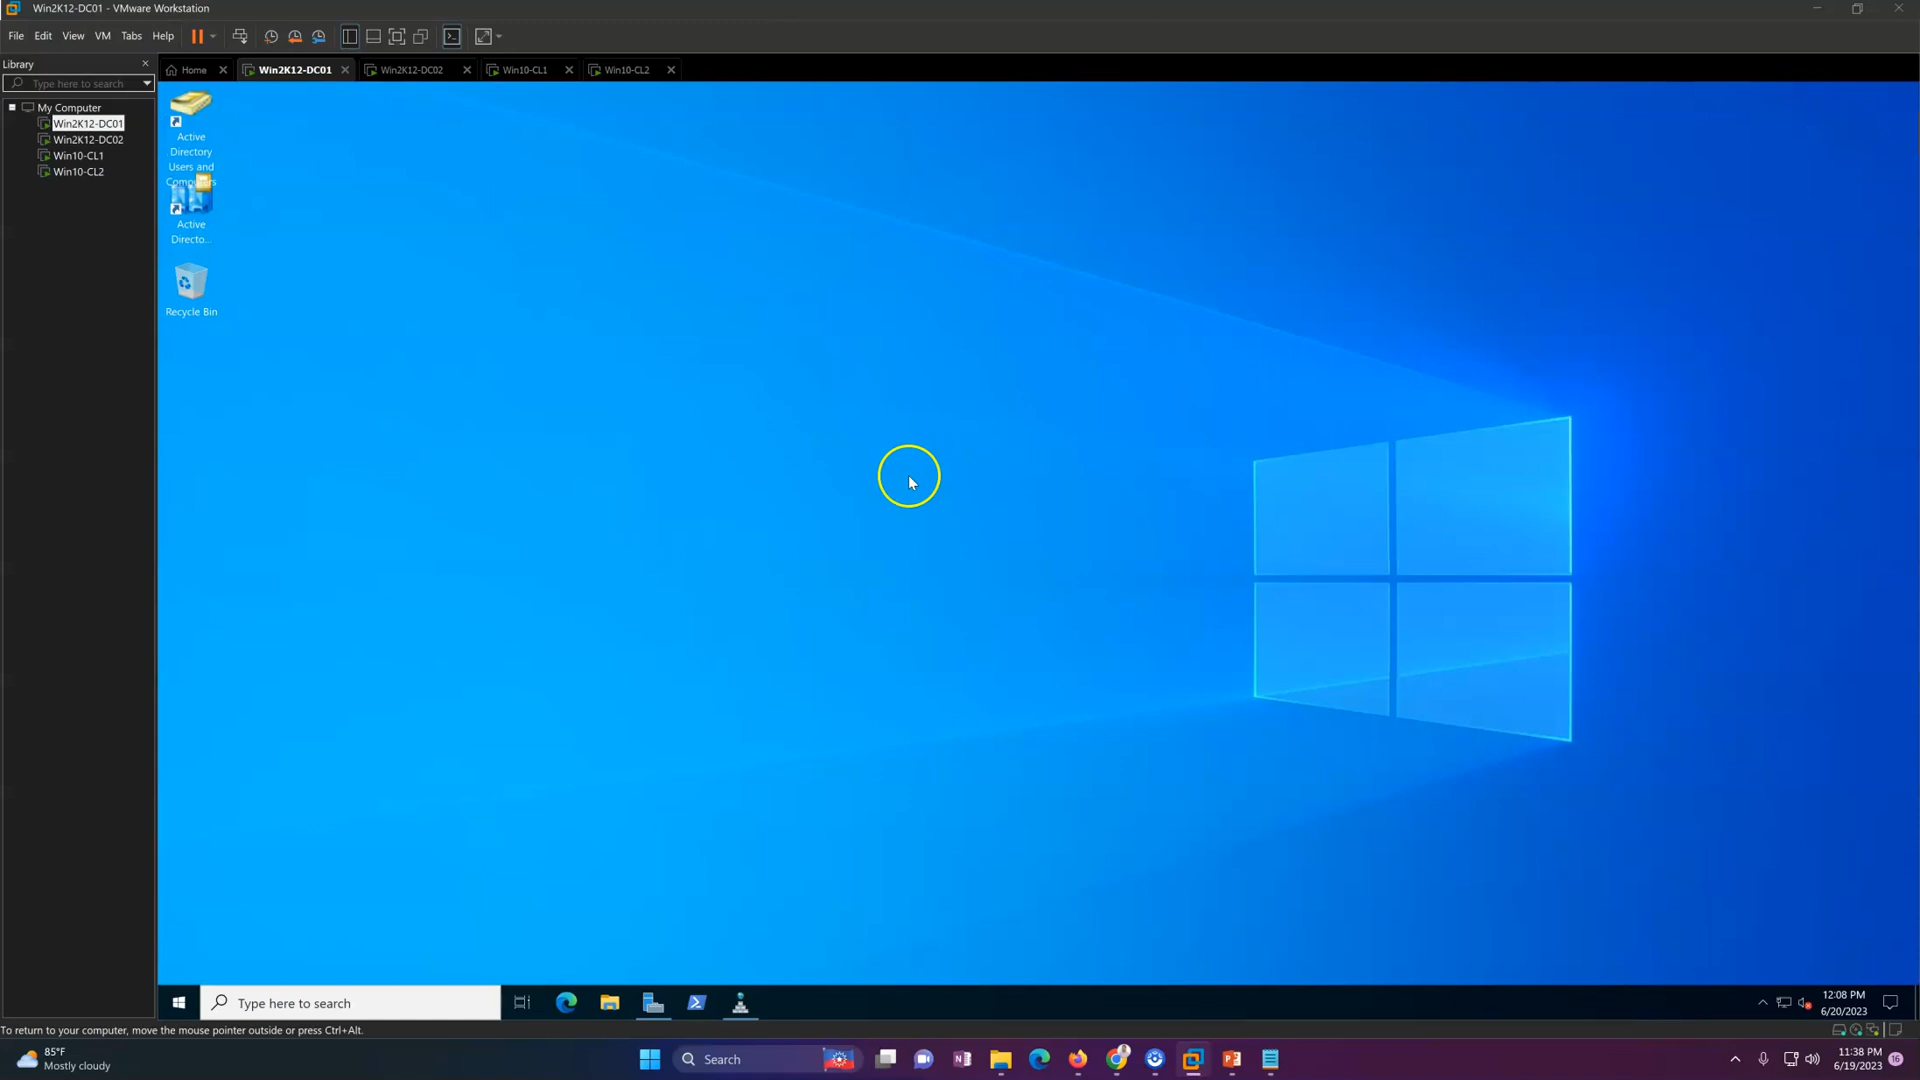 Win2K12-DC01 - VMware Workstation
File Edit View VM Tabs Help
Library
Type here to search
Home Win2K12-DC01 Win2K12-DC02 Win10-CL1 Win10-CL2
My Computer
Win2K12-DC01
Win2K12-DC02
Win10-CL1
Win10-CL2
Active
Directory
Users and
Computers
Active
Directo...
Recycle Bin
Type here to search
12:08 PM
6/20/2023
To return to your computer, move the mouse pointer outside or press Ctrl+Alt.
85°F
Mostly cloudy
Search
11:38 PM
6/19/2023
16